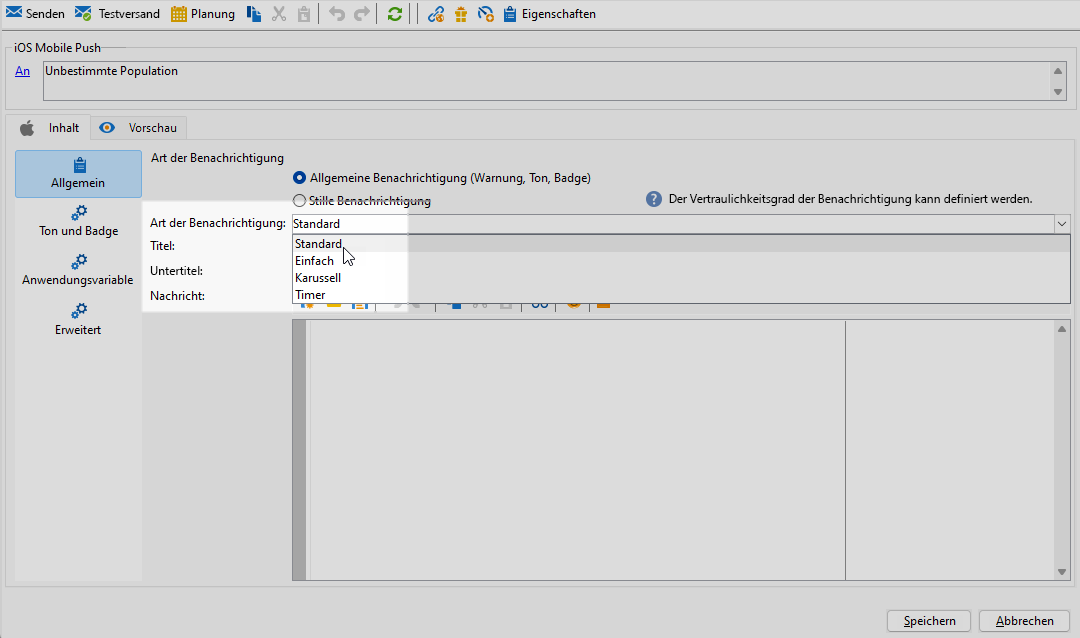 Senden Testversand Planung Eigenschaften
iOS Mobile Push
An Unbestimmte Population
Inhalt Vorschau
Allgemein
Ton und Badge
Anwendungsvariable
Erweitert
Art der Benachrichtigung
Allgemeine Benachrichtigung (Warnung, Ton, Badge)
Stille Benachrichtigung
Der Vertraulichkeitsgrad der Benachrichtigung kann definiert werden.
Art der Benachrichtigung: Standard
Titel:
Untertitel:
Nachricht:
Standard
Einfach
Karussell
Timer
Speichern Abbrechen